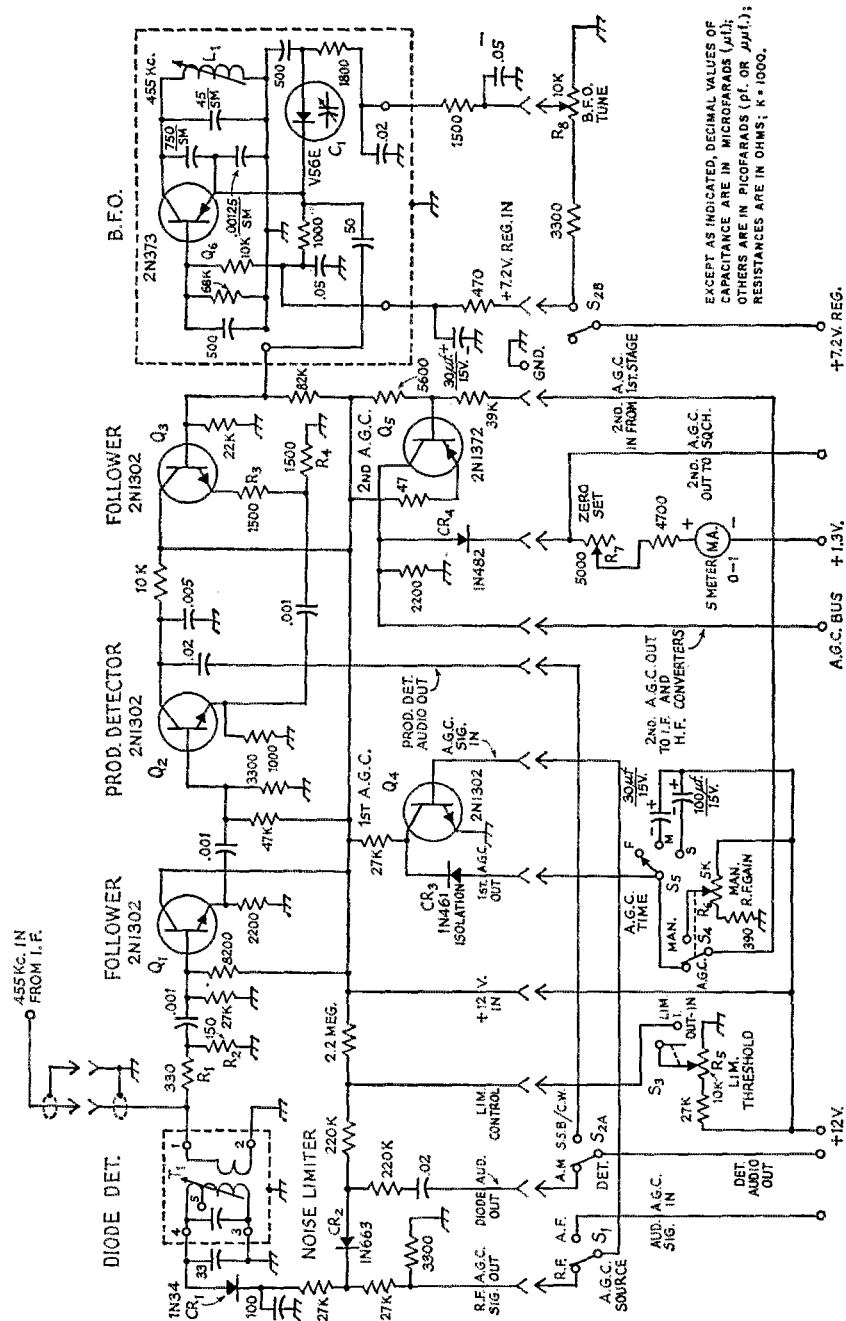 455 Kc. IN
FROM I.F.
DIODE DET.
FOLLOWER
2N1302
PROD. DETECTOR
2N1302
FOLLOWER
2N1302
B.F.O.
2N373
T1
1
2
3
4
5
33
1N34
CR1
100
27K
27K
3300
330
R1
150
R2
.001
27K
8200
Q1
2200
.001
47K
3300
1000
Q2
.02
.005
10K
.001
Q3
22K
R3
1500
1500
R4
82K
500
68K
Q6
10K
.05
1000
50
.00125
SM
750
SM
45
SM
455 Kc.
L1
500
1800
V56E
C1
.02
NOISE LIMITER
CR2
1N663
220K
220K
.02
2.2 MEG.
1ST A.G.C.
27K
Q4
2N1302
CR3
1N461
ISOLATION
2ND A.G.C.
Q5
2N1372
5600
39K
47
CR4
1N482
2200
30µf
15V.
+
470
1500
.05
R.F. A.G.C.
SIG. OUT
DIODE AUD.
OUT
LIM.
CONTROL
+12V.
IN
1ST. A.G.C.
OUT
A.G.C.
SIG.
IN
PROD. DET.
AUDIO OUT
GND.
+7.2V. REG. IN
R8
10K
B.F.O.
TUNE
3300
S2B
R.F.
A.F.
S1
A.G.C.
SOURCE
A.M.
S.S.B/C.W.
S2A
DET.
LIM.
OUT-IN
S3
27K
10K
R5
LIM.
THRESHOLD
A.G.C.
TIME
F
M
S
S5
30µf
15V.
100µf
15V.
MAN.
A.G.C.
S4
R6
5K
MAN.
R.F.GAIN
390
2ND. A.G.C. OUT
TO I.F. AND
H.F. CONVERTERS
5000
R7
ZERO
SET
4700
S METER
MA.
0-1
+
-
2ND. A.G.C.
OUT TO SQCH.
2ND. A.G.C.
IN FROM 1ST.STAGE
AUD. A.G.C.
SIG. IN
DET.
AUDIO OUT
+12V.
A.G.C. BUS
+1.3V.
+7.2V. REG.
EXCEPT AS INDICATED, DECIMAL VALUES OF
CAPACITANCE ARE IN MICROFARADS (µf.);
OTHERS ARE IN PICOFARADS (pf. OR µµf.);
RESISTANCES ARE IN OHMS; K = 1000.